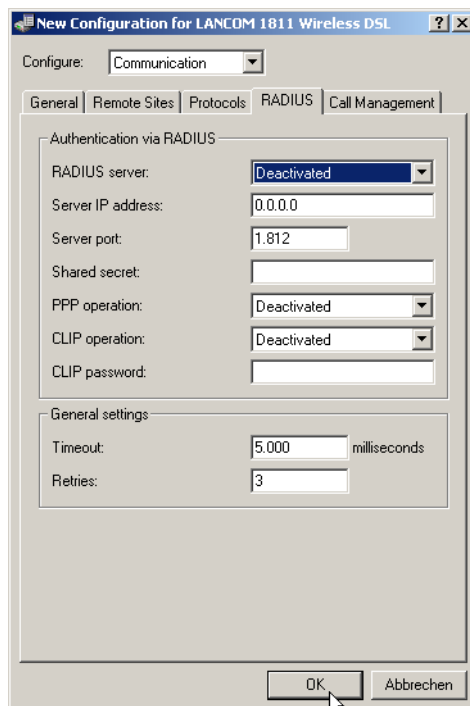 New Configuration for LANCOM 1811 Wireless DSL
Configure: Communication
General Remote Sites Protocols RADIUS Call Management
Authentication via RADIUS
RADIUS server: Deactivated
Server IP address: 0.0.0.0
Server port: 1.812
Shared secret:
PPP operation: Deactivated
CLIP operation: Deactivated
CLIP password:
General settings
Timeout: 5.000 milliseconds
Retries: 3
OK Abbrechen